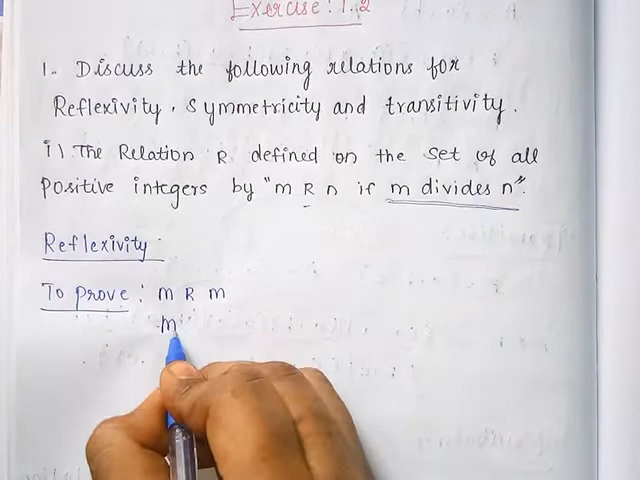 Exercise : 1.2
1. Discuss the following relations for
Reflexivity, Symmetricity and transitivity.
i) The Relation R defined on the set of all
Positive integers by "m R n if m divides n".
Reflexivity
To prove : m R m
m